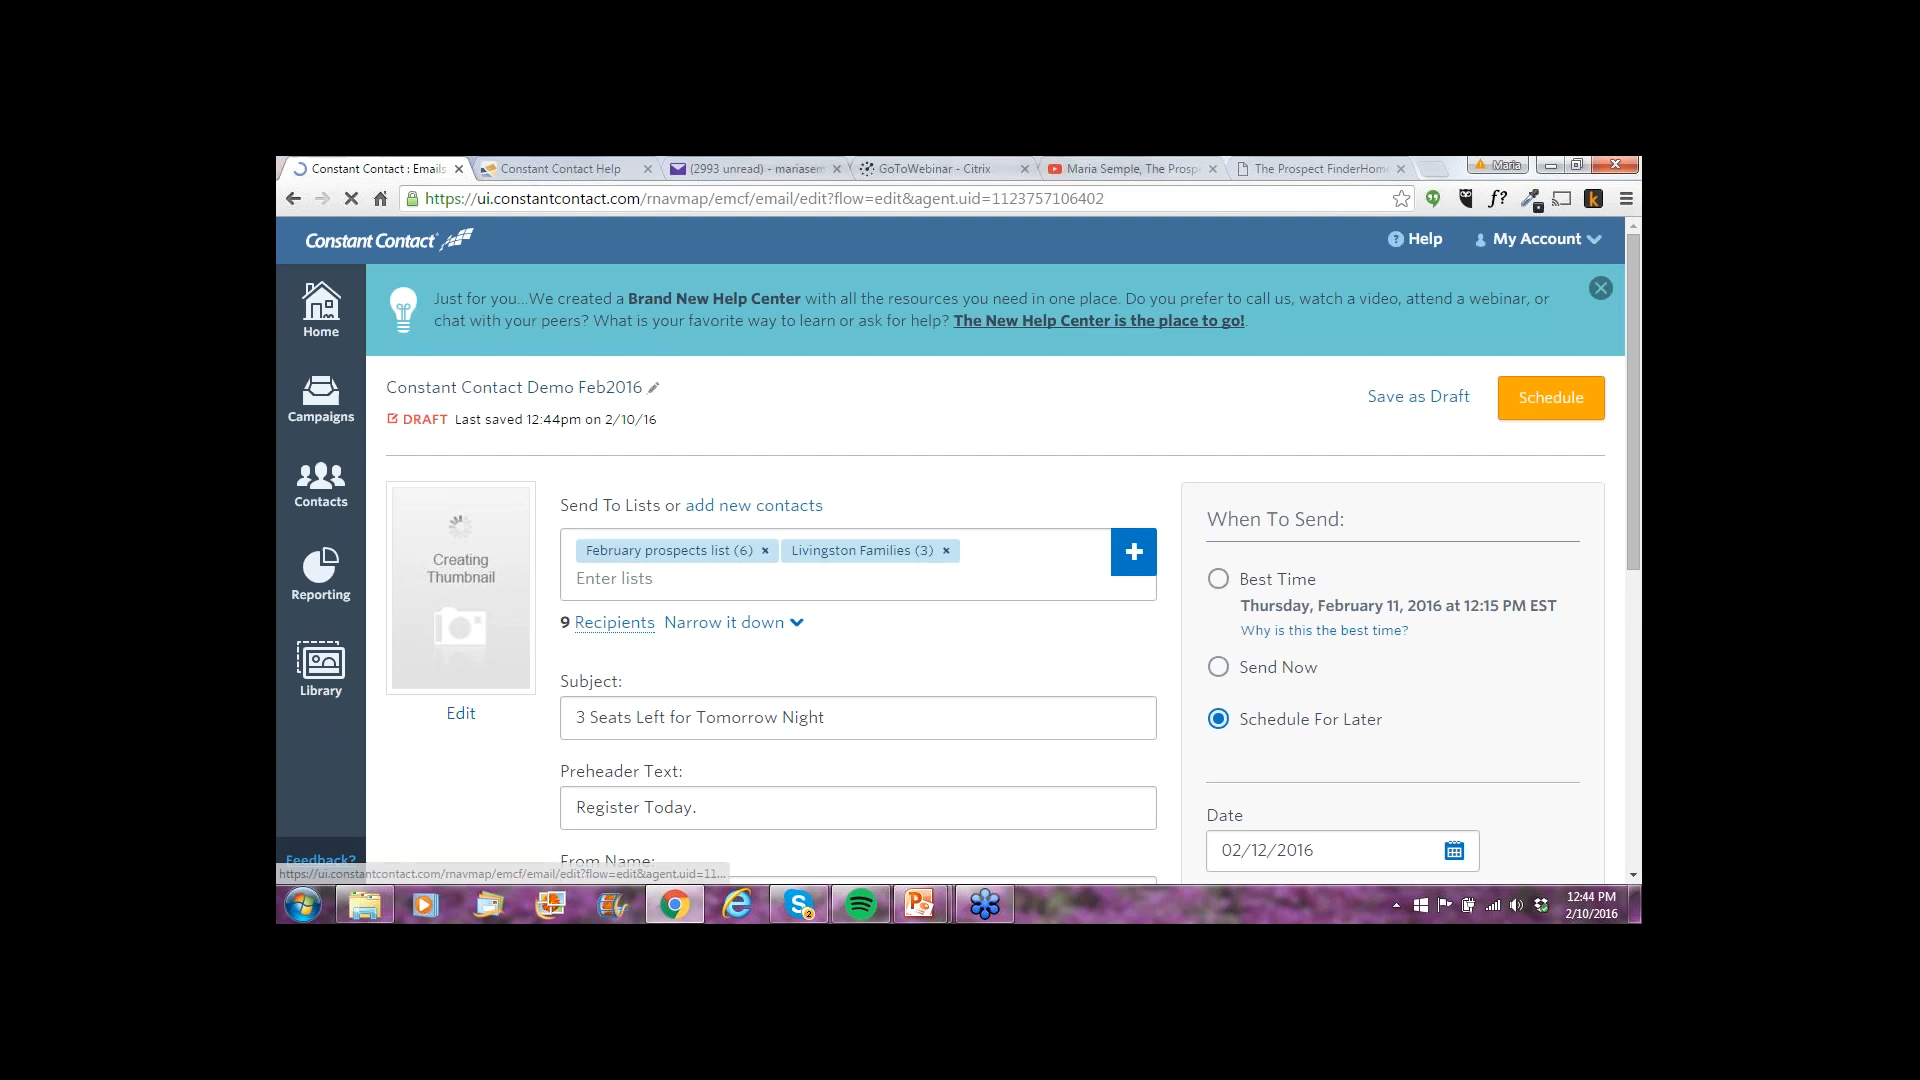 Constant Contact : Emails
Constant Contact Help
(2993 unread) - mariasem
GoToWebinar - Citrix
Maria Semple, The Prosp
The Prospect FinderHom
Maria
https://ui.constantcontact.com/rnavmap/emcf/email/edit?flow=edit&agent.uid=1123757106402
Constant Contact
Help
My Account
Just for you...We created a Brand New Help Center with all the resources you need in one place. Do you prefer to call us, watch a video, attend a webinar, or
chat with your peers? What is your favorite way to learn or ask for help? The New Help Center is the place to go!.
Home
Campaigns
Contacts
Reporting
Library
Feedback?
Constant Contact Demo Feb2016
DRAFT Last saved 12:44pm on 2/10/16
Save as Draft
Schedule
Creating
Thumbnail
Edit
Send To Lists or add new contacts
February prospects list (6) × Livingston Families (3) ×
Enter lists
9 Recipients Narrow it down
Subject:
3 Seats Left for Tomorrow Night
Preheader Text:
Register Today.
From Name:
When To Send:
Best Time
Thursday, February 11, 2016 at 12:15 PM EST
Why is this the best time?
Send Now
Schedule For Later
Date
02/12/2016
https://ui.constantcontact.com/rnavmap/emcf/email/edit?flow=edit&agent.uid=11...
12:44 PM
2/10/2016